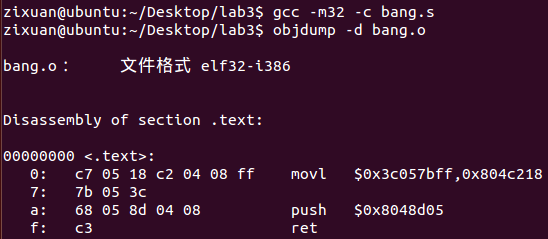 zixuan@ubuntu:~/Desktop/lab3$ gcc -m32 -c bang.s
zixuan@ubuntu:~/Desktop/lab3$ objdump -d bang.o
bang.o：     文件格式 elf32-i386
Disassembly of section .text:
00000000 <.text>:
   0:   c7 05 18 c2 04 08 ff    movl   $0x3c057bff,0x804c218
   7:   7b 05 3c
   a:   68 05 8d 04 08          push   $0x8048d05
   f:   c3                      ret